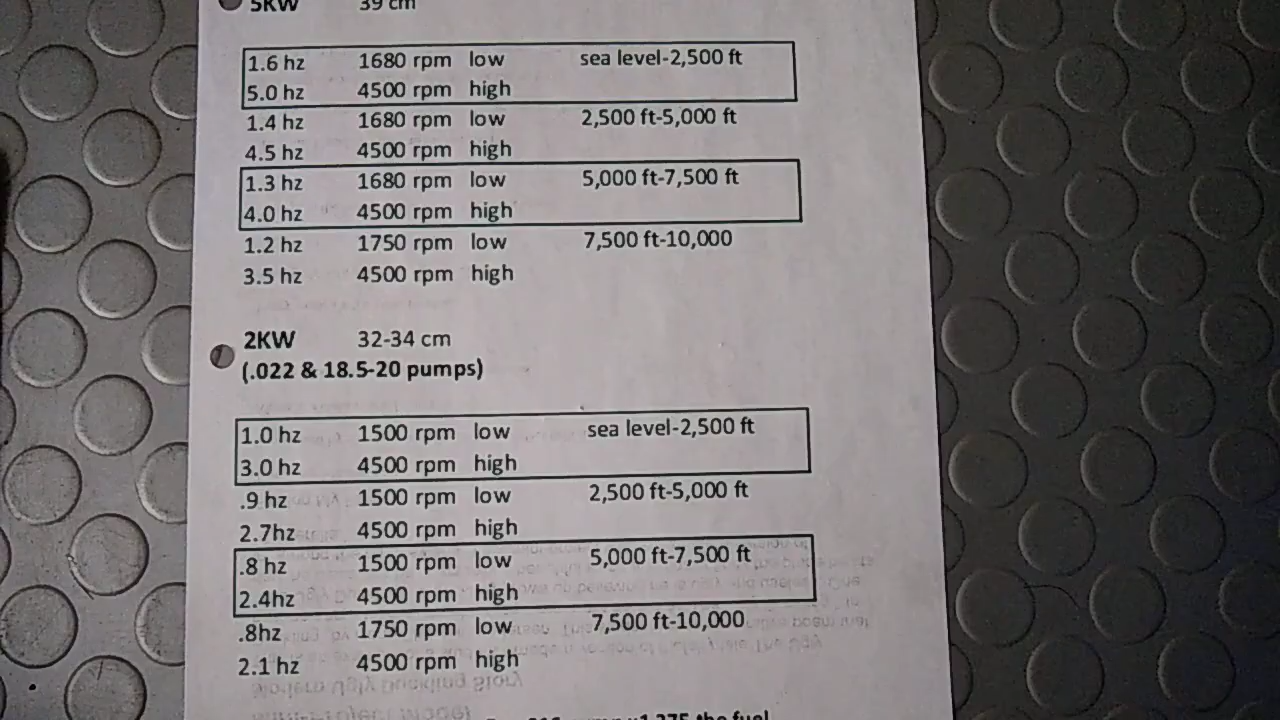 5KW 39 cm
1.6 hz 1680 rpm low sea level-2,500 ft
5.0 hz 4500 rpm high
1.4 hz 1680 rpm low 2,500 ft-5,000 ft
4.5 hz 4500 rpm high
1.3 hz 1680 rpm low 5,000 ft-7,500 ft
4.0 hz 4500 rpm high
1.2 hz 1750 rpm low 7,500 ft-10,000
3.5 hz 4500 rpm high
2KW 32-34 cm
(.022 & 18.5-20 pumps)
1.0 hz 1500 rpm low sea level-2,500 ft
3.0 hz 4500 rpm high
.9 hz 1500 rpm low 2,500 ft-5,000 ft
2.7hz 4500 rpm high
.8 hz 1500 rpm low 5,000 ft-7,500 ft
2.4hz 4500 rpm high
.8hz 1750 rpm low 7,500 ft-10,000
2.1 hz 4500 rpm high
the fuel